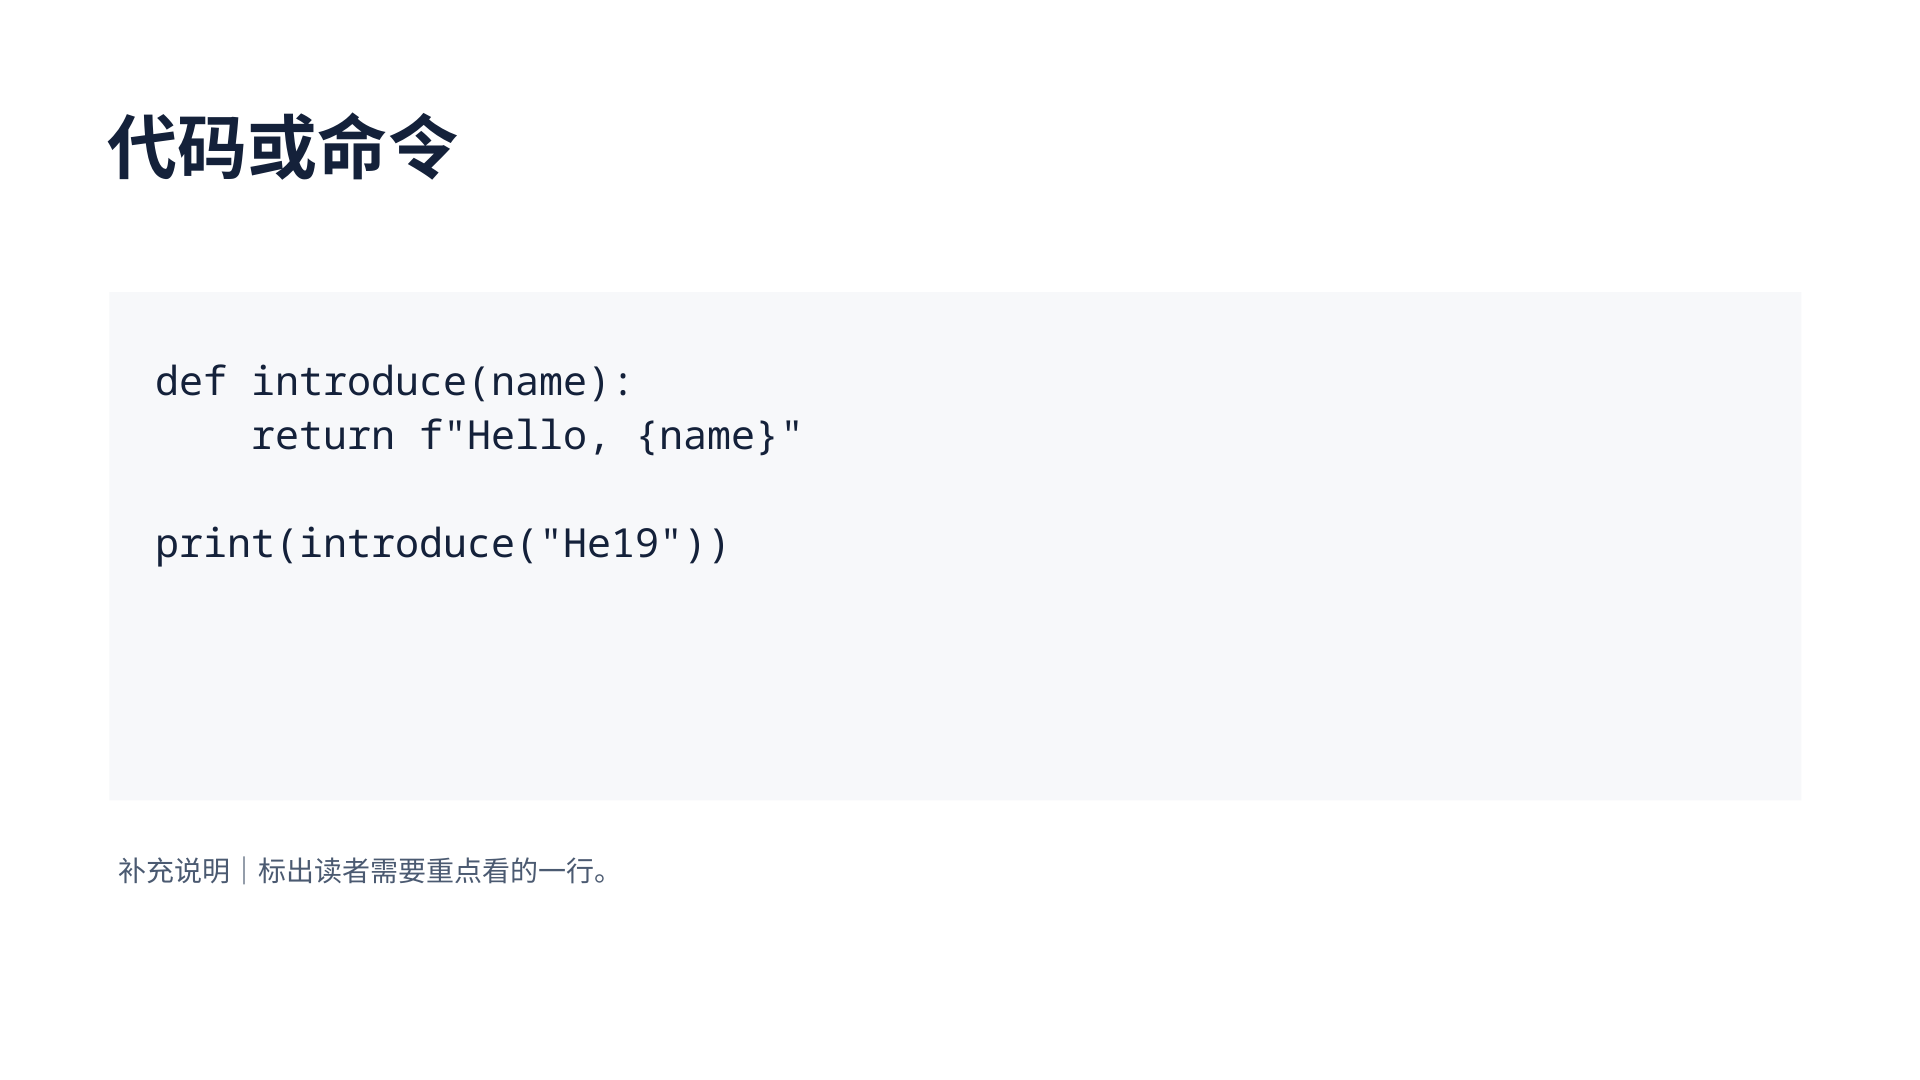 代码或命令
def introduce(name):
    return f"Hello, {name}"
print(introduce("He19"))
补充说明｜标出读者需要重点看的一行。